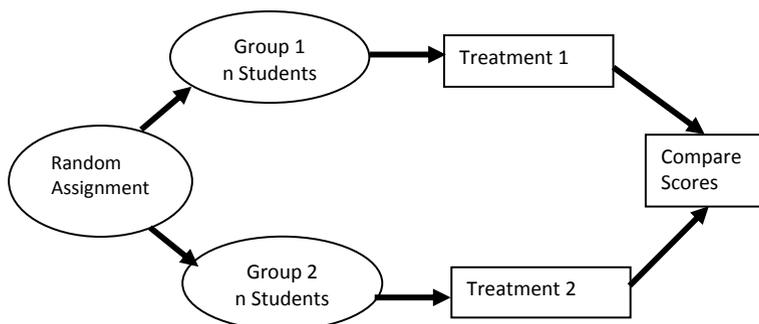 Group 1
n Students
Treatment 1
Random
Assignment
Compare
Scores
Group 2
n Students
Treatment 2